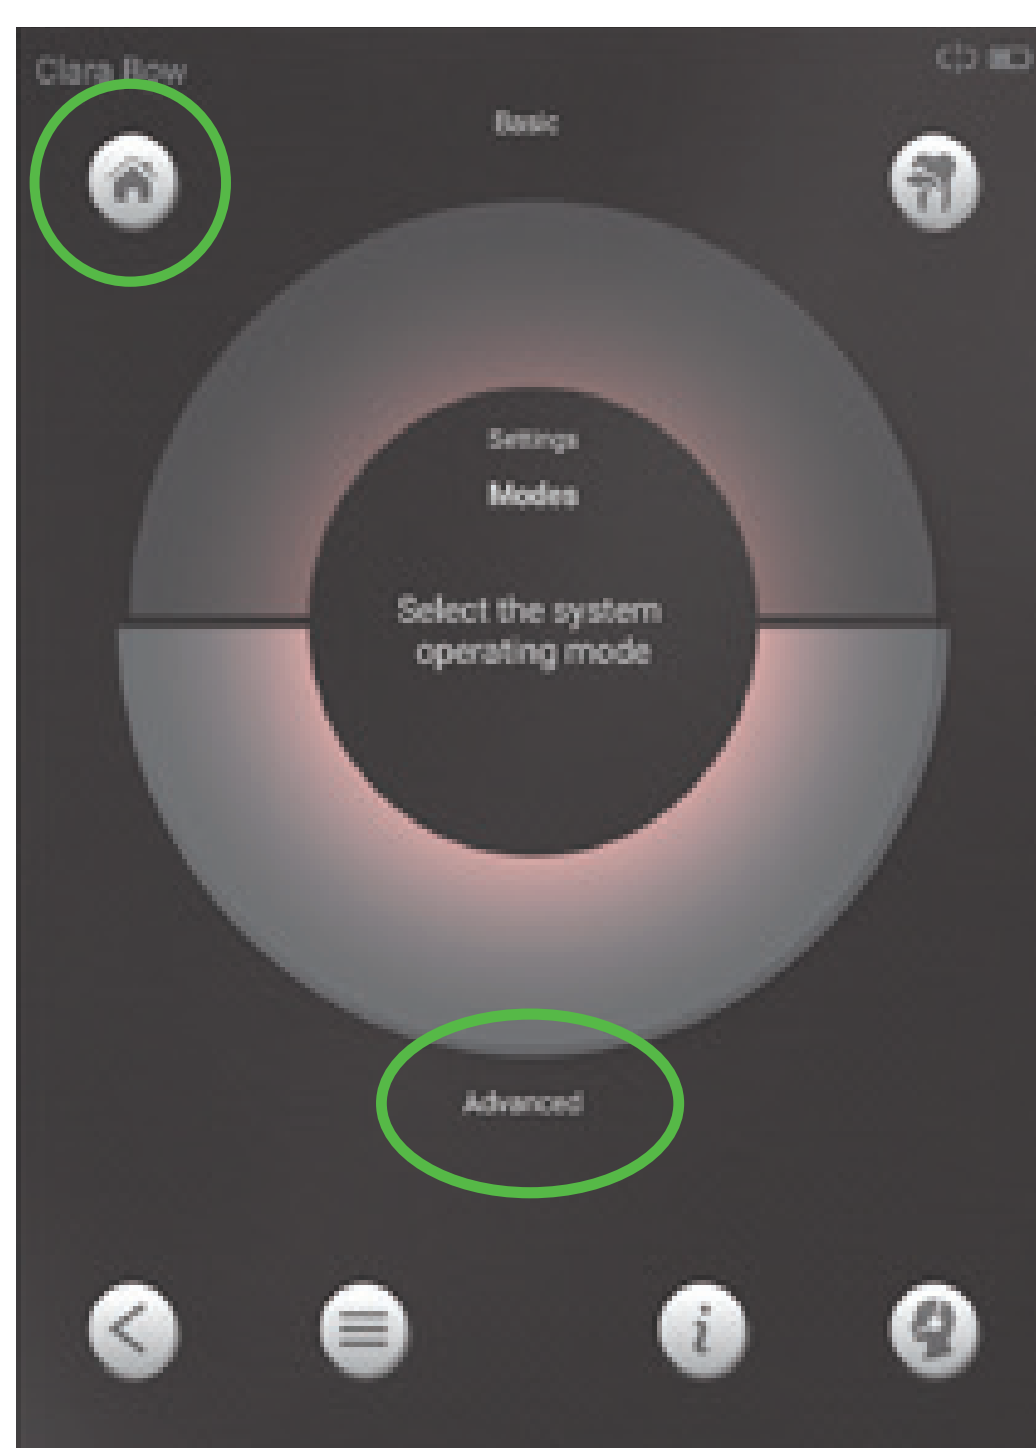 Clara Bow
Basic
Settings
Modes
Select the system
operating mode
Advanced
i